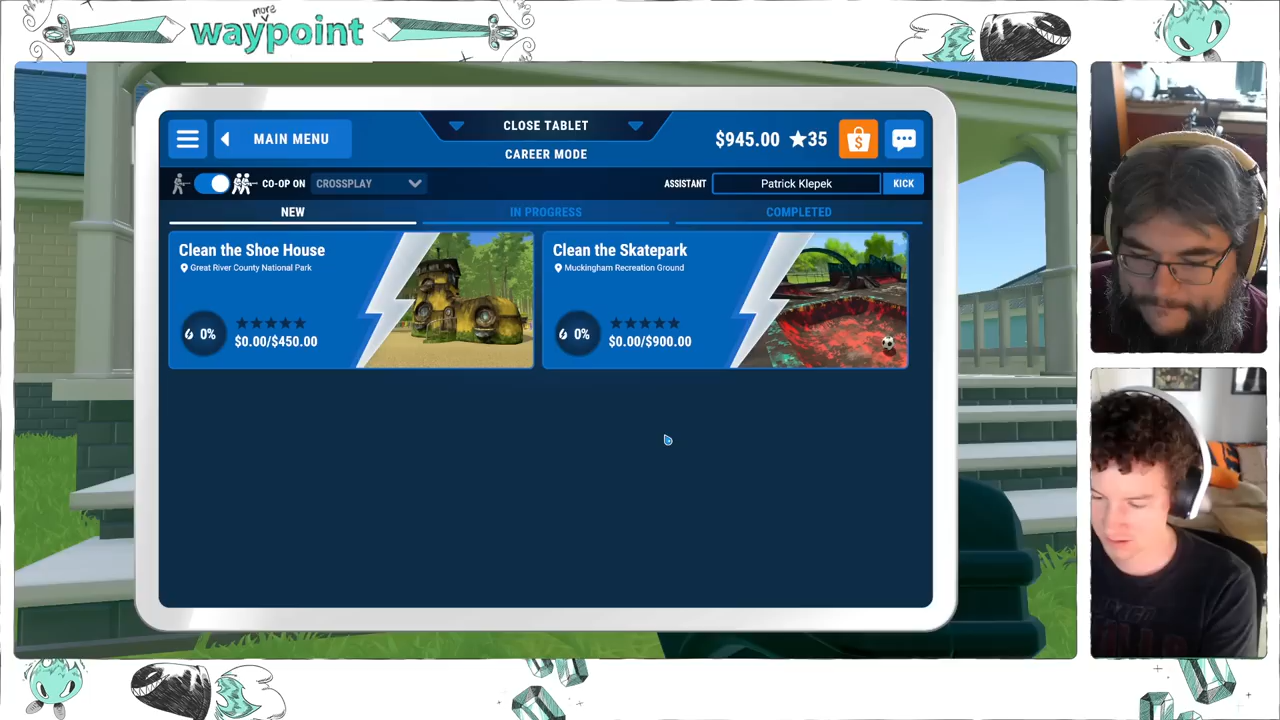 more
waypoint
MAIN MENU
CLOSE TABLET
CAREER MODE
$945.00 ★35
CO-OP ON
CROSSPLAY
ASSISTANT
Patrick Klepek
KICK
NEW
IN PROGRESS
COMPLETED
Clean the Shoe House
Great River County National Park
0%
$0.00/$450.00
Clean the Skatepark
Muckingham Recreation Ground
0%
$0.00/$900.00